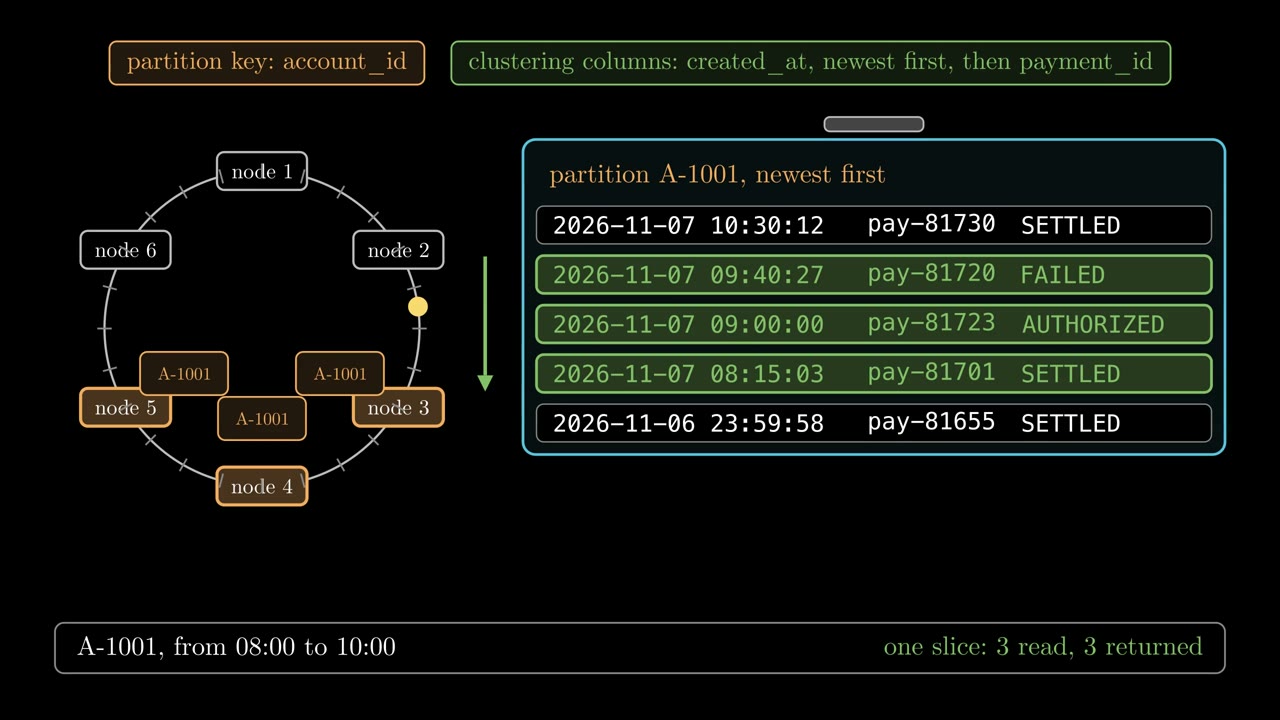 partition key: account_id
clustering columns: created_at, newest first, then payment_id
node 1
node 6
node 2
A-1001
A-1001
node 5
A-1001
node 3
node 4
partition A-1001, newest first
2026-11-07 10:30:12 pay-81730 SETTLED
2026-11-07 09:40:27 pay-81720 FAILED
2026-11-07 09:00:00 pay-81723 AUTHORIZED
2026-11-07 08:15:03 pay-81701 SETTLED
2026-11-06 23:59:58 pay-81655 SETTLED
A-1001, from 08:00 to 10:00
one slice: 3 read, 3 returned